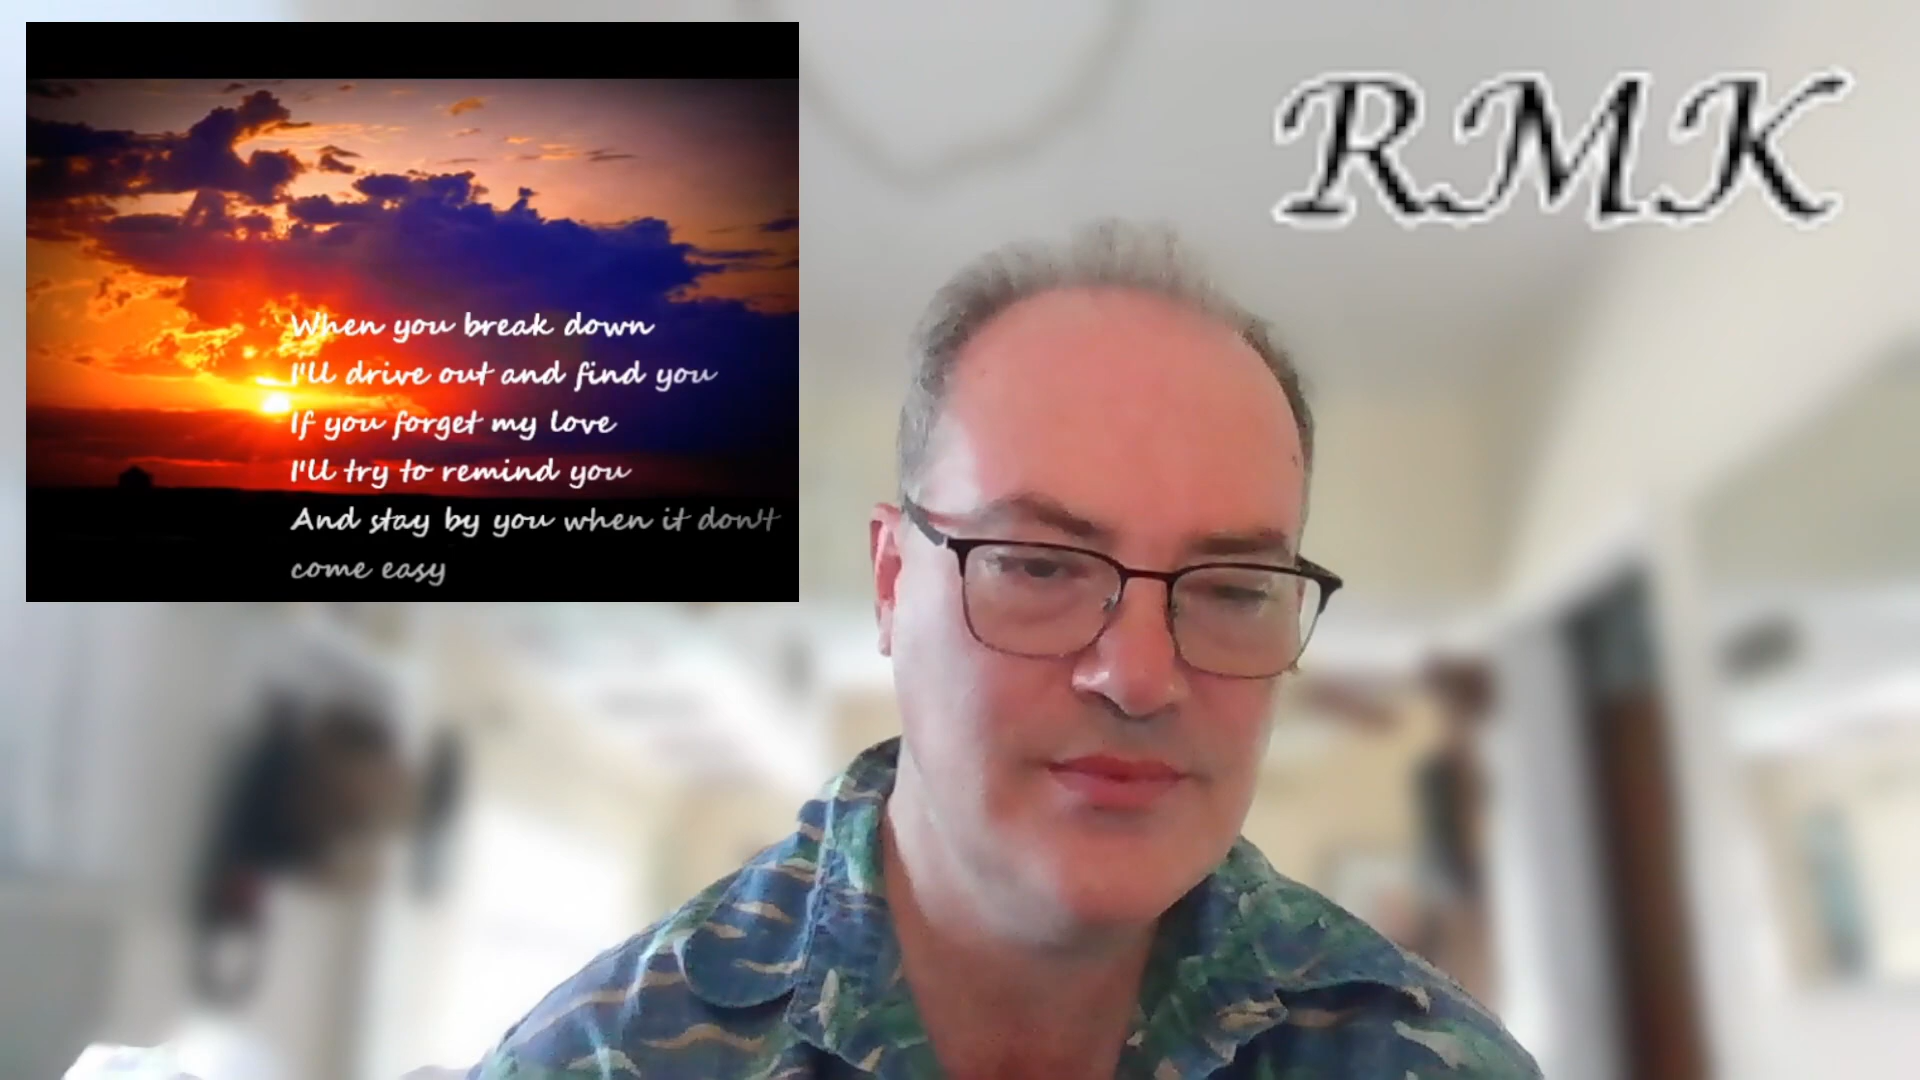 When you break down
I'll drive out and find you
If you forget my love
I'll try to remind you
And stay by you when it don't
come easy
RMK